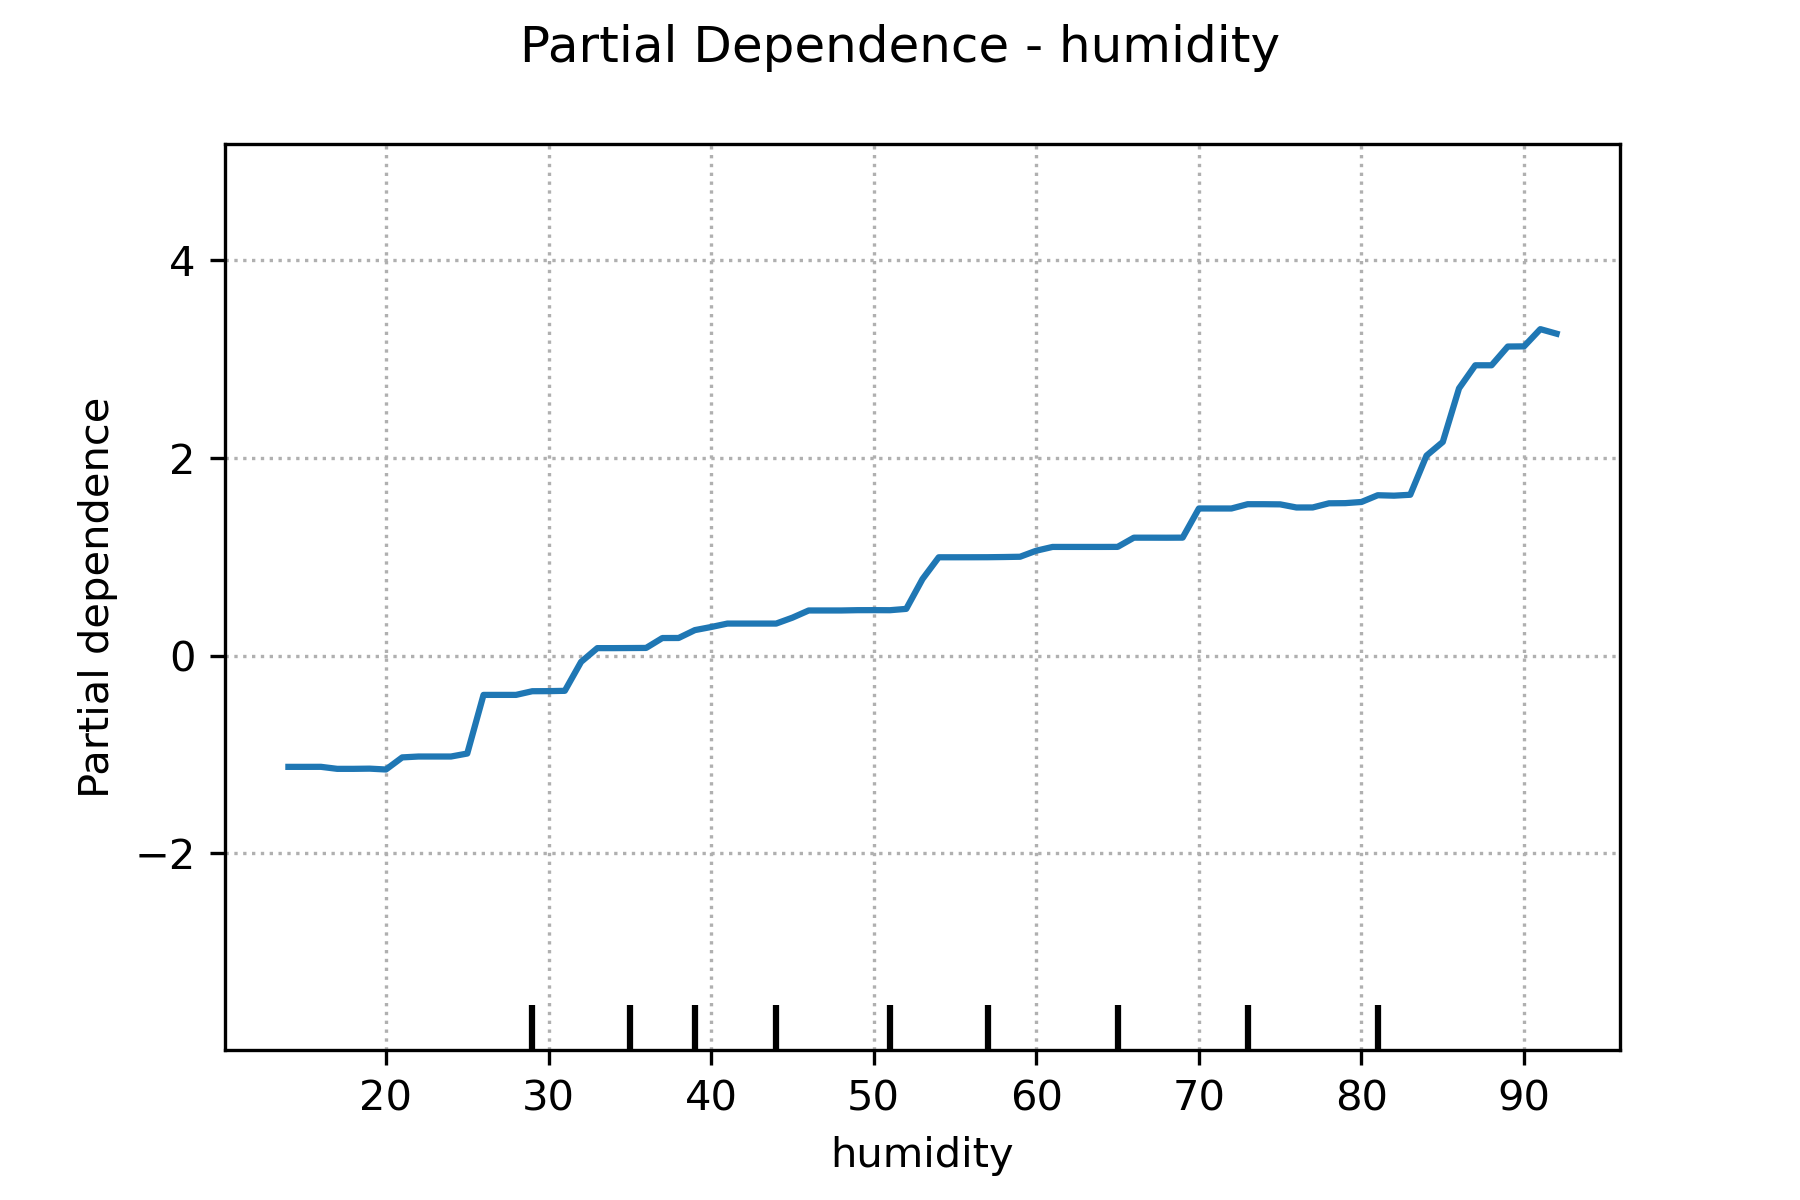 Partial Dependence - humidity
Partial dependence
4
2
0
−2
20 30 40 50 60 70 80 90
humidity